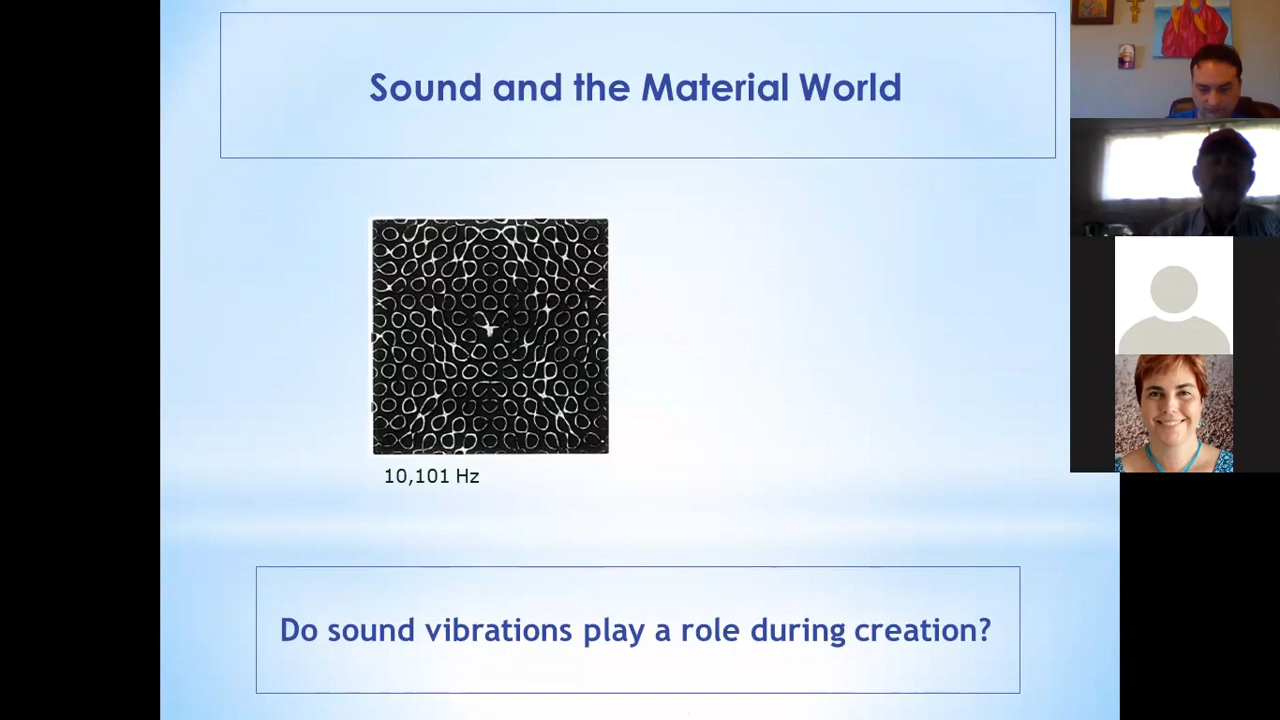 Sound and the Material World
10,101 Hz
Do sound vibrations play a role during creation?